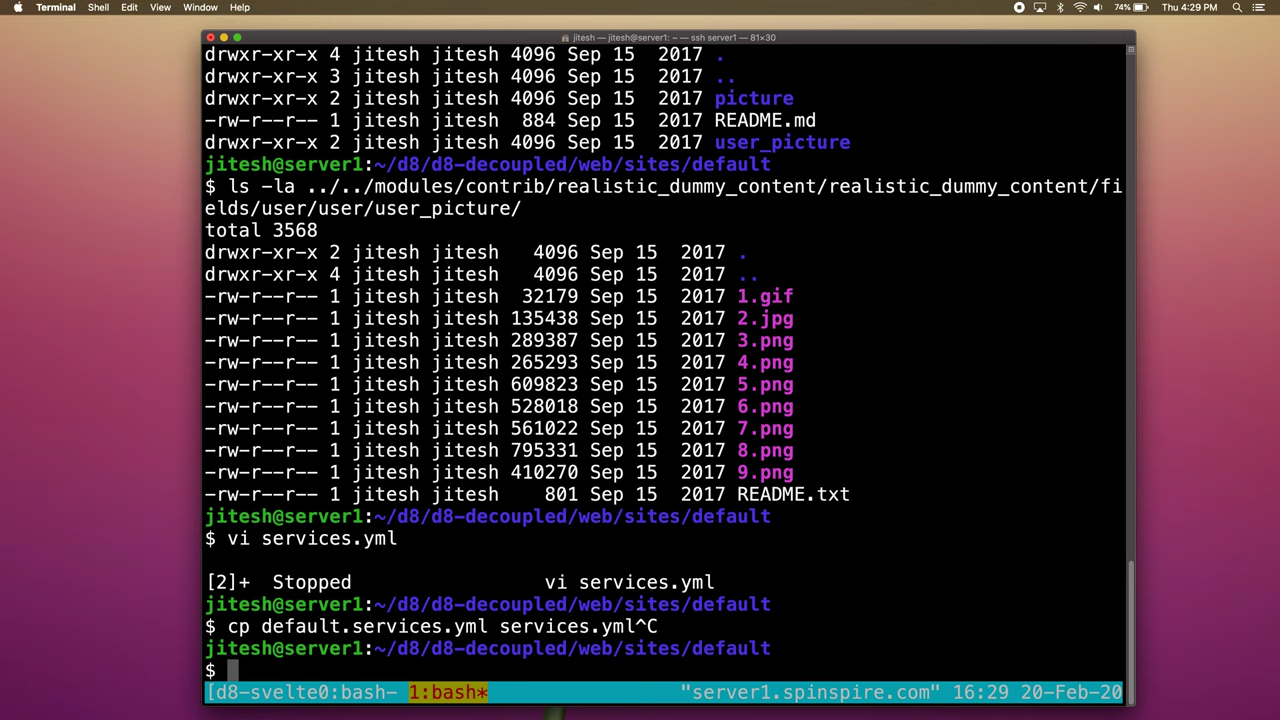 Terminal Shell Edit View Window Help 74% Thu 4:29 PM
jitesh — jitesh@server1: ~ — ssh server1 — 81×30
drwxr-xr-x 4 jitesh jitesh 4096 Sep 15 2017 .
drwxr-xr-x 3 jitesh jitesh 4096 Sep 15 2017 ..
drwxr-xr-x 2 jitesh jitesh 4096 Sep 15 2017 picture
-rw-r--r-- 1 jitesh jitesh 884 Sep 15 2017 README.md
drwxr-xr-x 2 jitesh jitesh 4096 Sep 15 2017 user_picture
jitesh@server1:~/d8/d8-decoupled/web/sites/default
$ ls -la ../../modules/contrib/realistic_dummy_content/realistic_dummy_content/fi
elds/user/user/user_picture/
total 3568
drwxr-xr-x 2 jitesh jitesh 4096 Sep 15 2017 .
drwxr-xr-x 4 jitesh jitesh 4096 Sep 15 2017 ..
-rw-r--r-- 1 jitesh jitesh 32179 Sep 15 2017 1.gif
-rw-r--r-- 1 jitesh jitesh 135438 Sep 15 2017 2.jpg
-rw-r--r-- 1 jitesh jitesh 289387 Sep 15 2017 3.png
-rw-r--r-- 1 jitesh jitesh 265293 Sep 15 2017 4.png
-rw-r--r-- 1 jitesh jitesh 609823 Sep 15 2017 5.png
-rw-r--r-- 1 jitesh jitesh 528018 Sep 15 2017 6.png
-rw-r--r-- 1 jitesh jitesh 561022 Sep 15 2017 7.png
-rw-r--r-- 1 jitesh jitesh 795331 Sep 15 2017 8.png
-rw-r--r-- 1 jitesh jitesh 410270 Sep 15 2017 9.png
-rw-r--r-- 1 jitesh jitesh 801 Sep 15 2017 README.txt
jitesh@server1:~/d8/d8-decoupled/web/sites/default
$ vi services.yml
[2]+ Stopped vi services.yml
jitesh@server1:~/d8/d8-decoupled/web/sites/default
$ cp default.services.yml services.yml^C
jitesh@server1:~/d8/d8-decoupled/web/sites/default
$
[d8-svelte0:bash- 1:bash* "server1.spinspire.com" 16:29 20-Feb-20